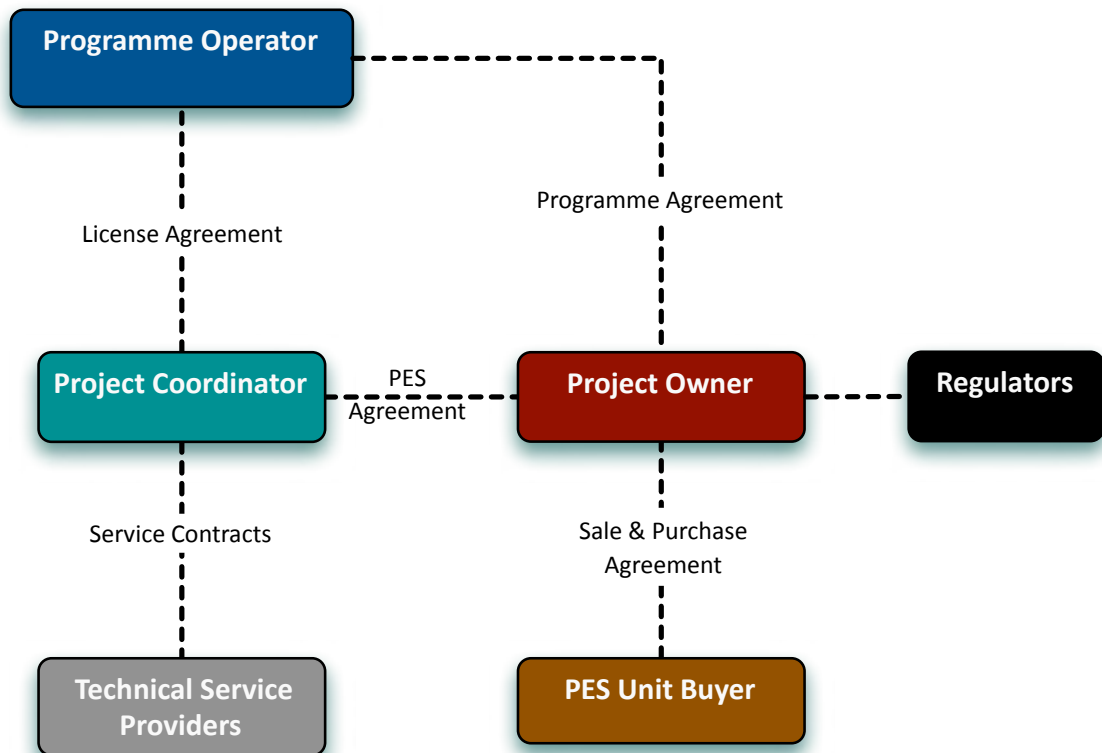 Programme Operator
Programme Agreement
License Agreement
Project Coordinator
PES
Agreement
Project Owner
Regulators
Service Contracts
Sale & Purchase
Agreement
Technical Service
Providers
PES Unit Buyer